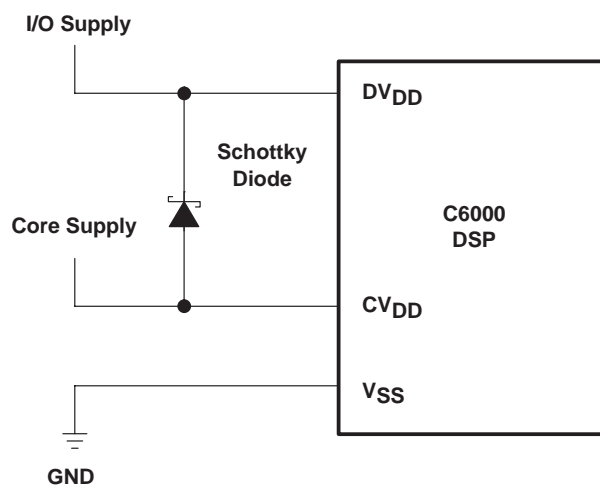 I/O Supply
DVDD
Schottky
Diode
C6000
DSP
Core Supply
CVDD
VSS
GND